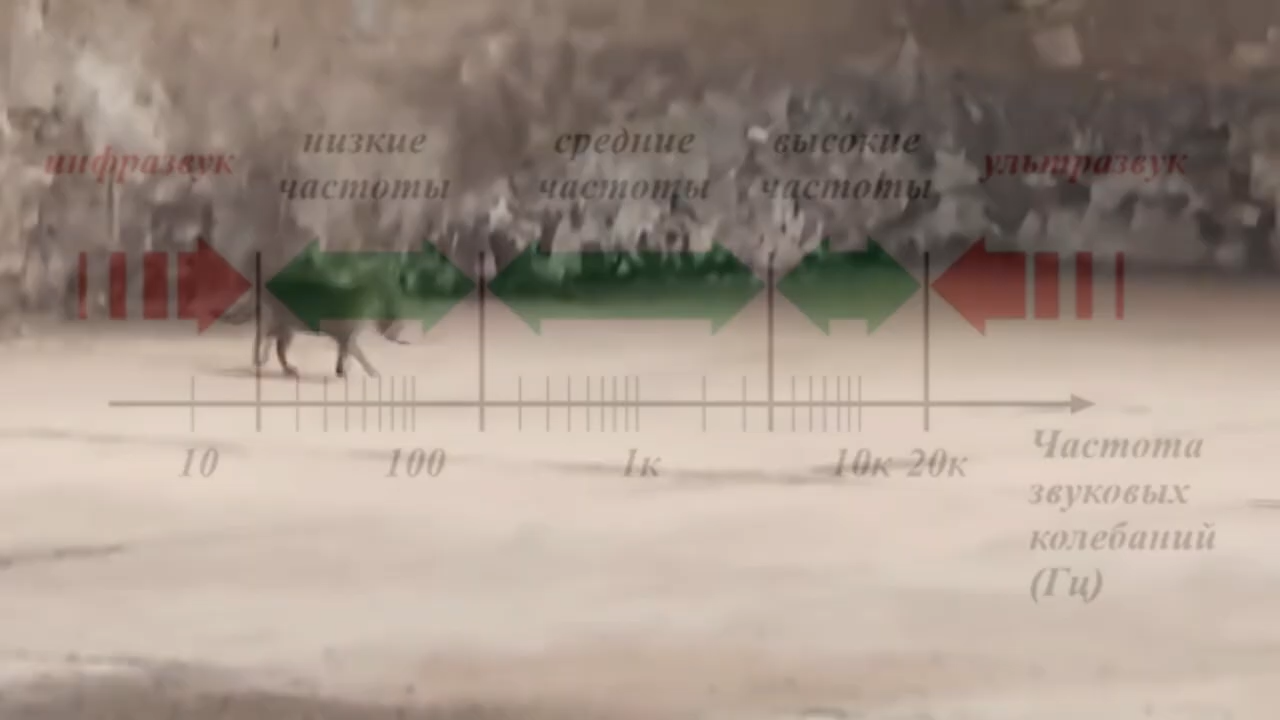 инфразвук
низкие
частоты
средние
частоты
высокие
частоты
ультразвук
10
100
1к
10к
20к
Частота
звуковых
колебаний
(Гц)